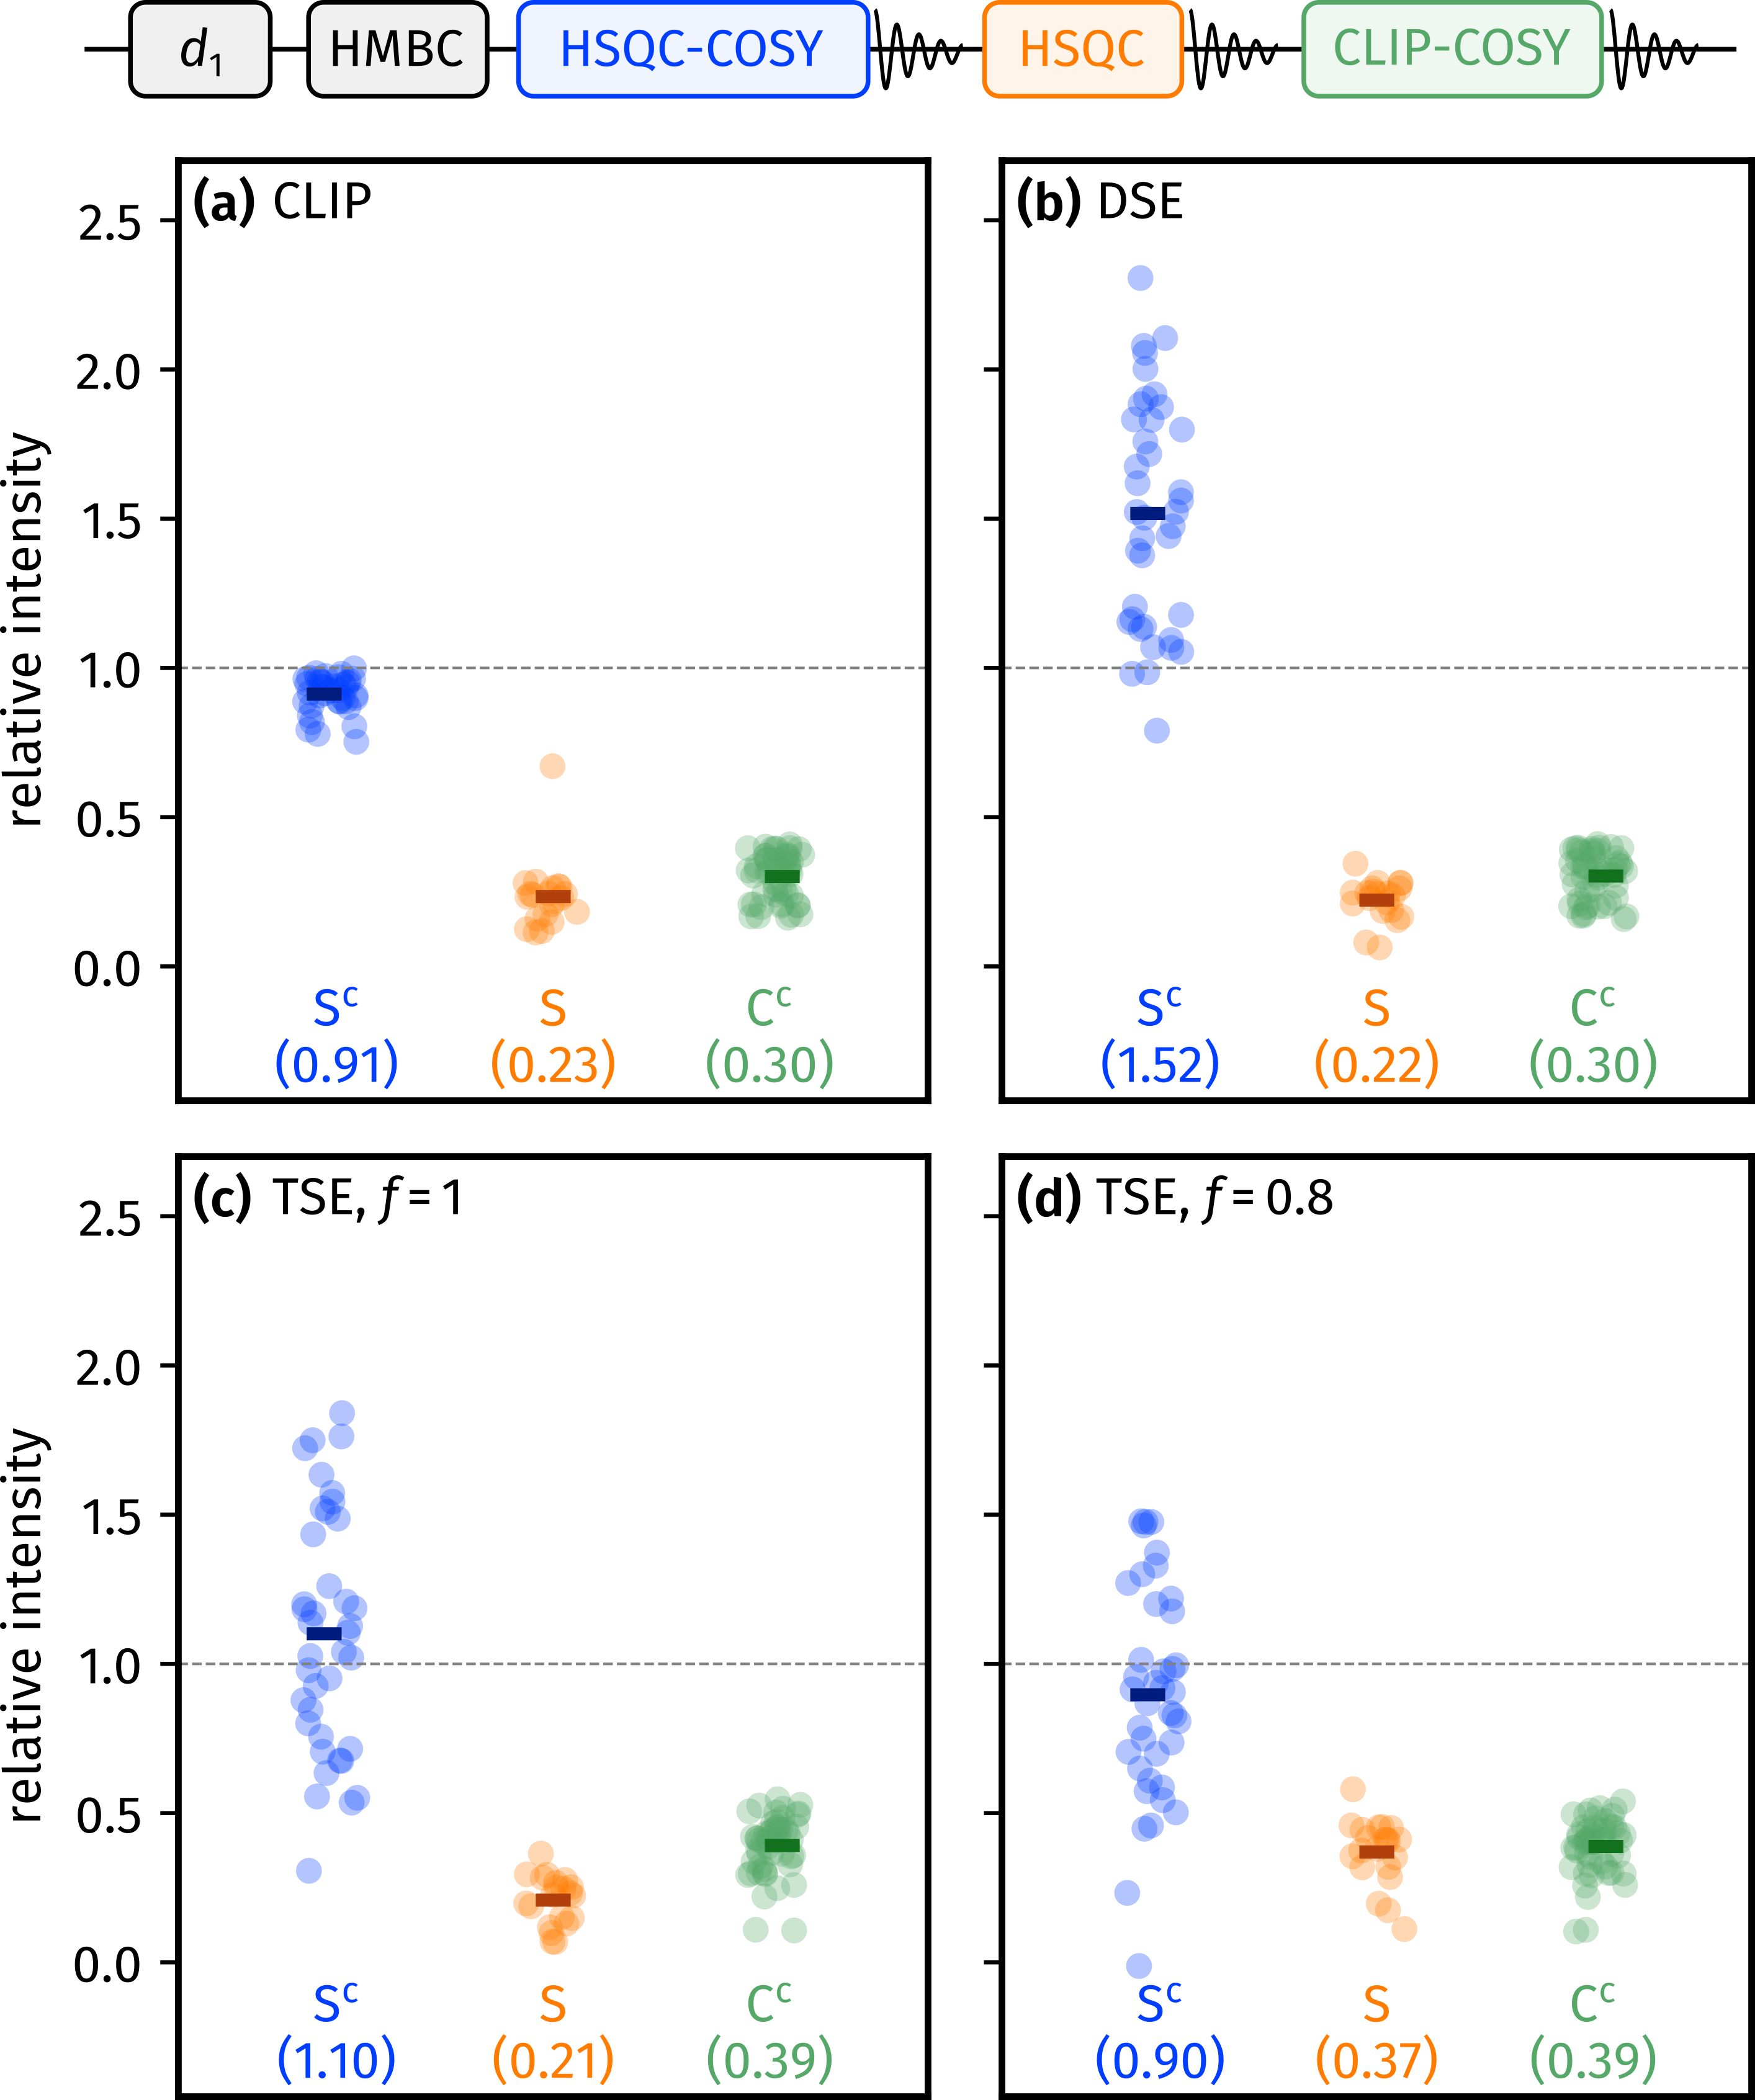 d1 HMBC HSQC-COSY HSQC CLIP-COSY
(a) CLIP
relative intensity
2.5
2.0
1.5
1.0
0.5
0.0
Sᶜ S Cᶜ
(0.91) (0.23) (0.30)
(b) DSE
Sᶜ S Cᶜ
(1.52) (0.22) (0.30)
(c) TSE, f = 1
relative intensity
2.5
2.0
1.5
1.0
0.5
0.0
Sᶜ S Cᶜ
(1.10) (0.21) (0.39)
(d) TSE, f = 0.8
Sᶜ S Cᶜ
(0.90) (0.37) (0.39)